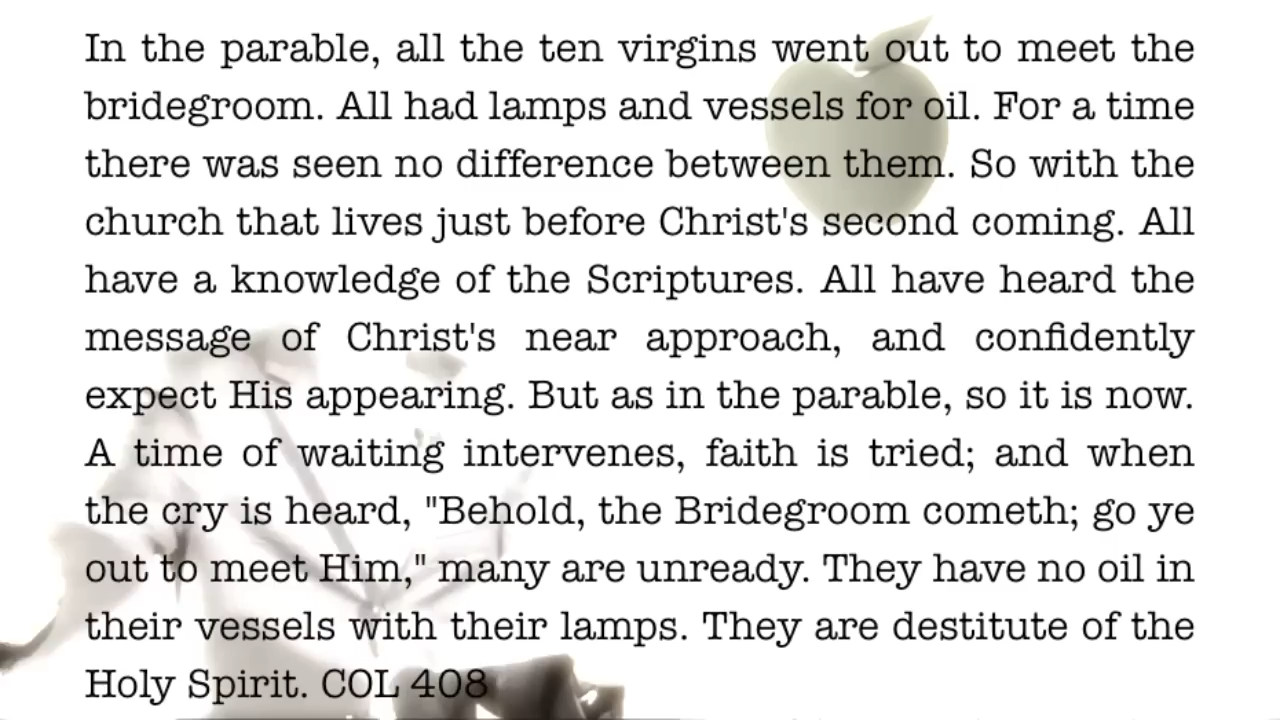 In the parable, all the ten virgins went out to meet the
bridegroom. All had lamps and vessels for oil. For a time
there was seen no difference between them. So with the
church that lives just before Christ's second coming. All
have a knowledge of the Scriptures. All have heard the
message of Christ's near approach, and confidently
expect His appearing. But as in the parable, so it is now.
A time of waiting intervenes, faith is tried; and when
the cry is heard, "Behold, the Bridegroom cometh; go ye
out to meet Him," many are unready. They have no oil in
their vessels with their lamps. They are destitute of the
Holy Spirit. COL 408